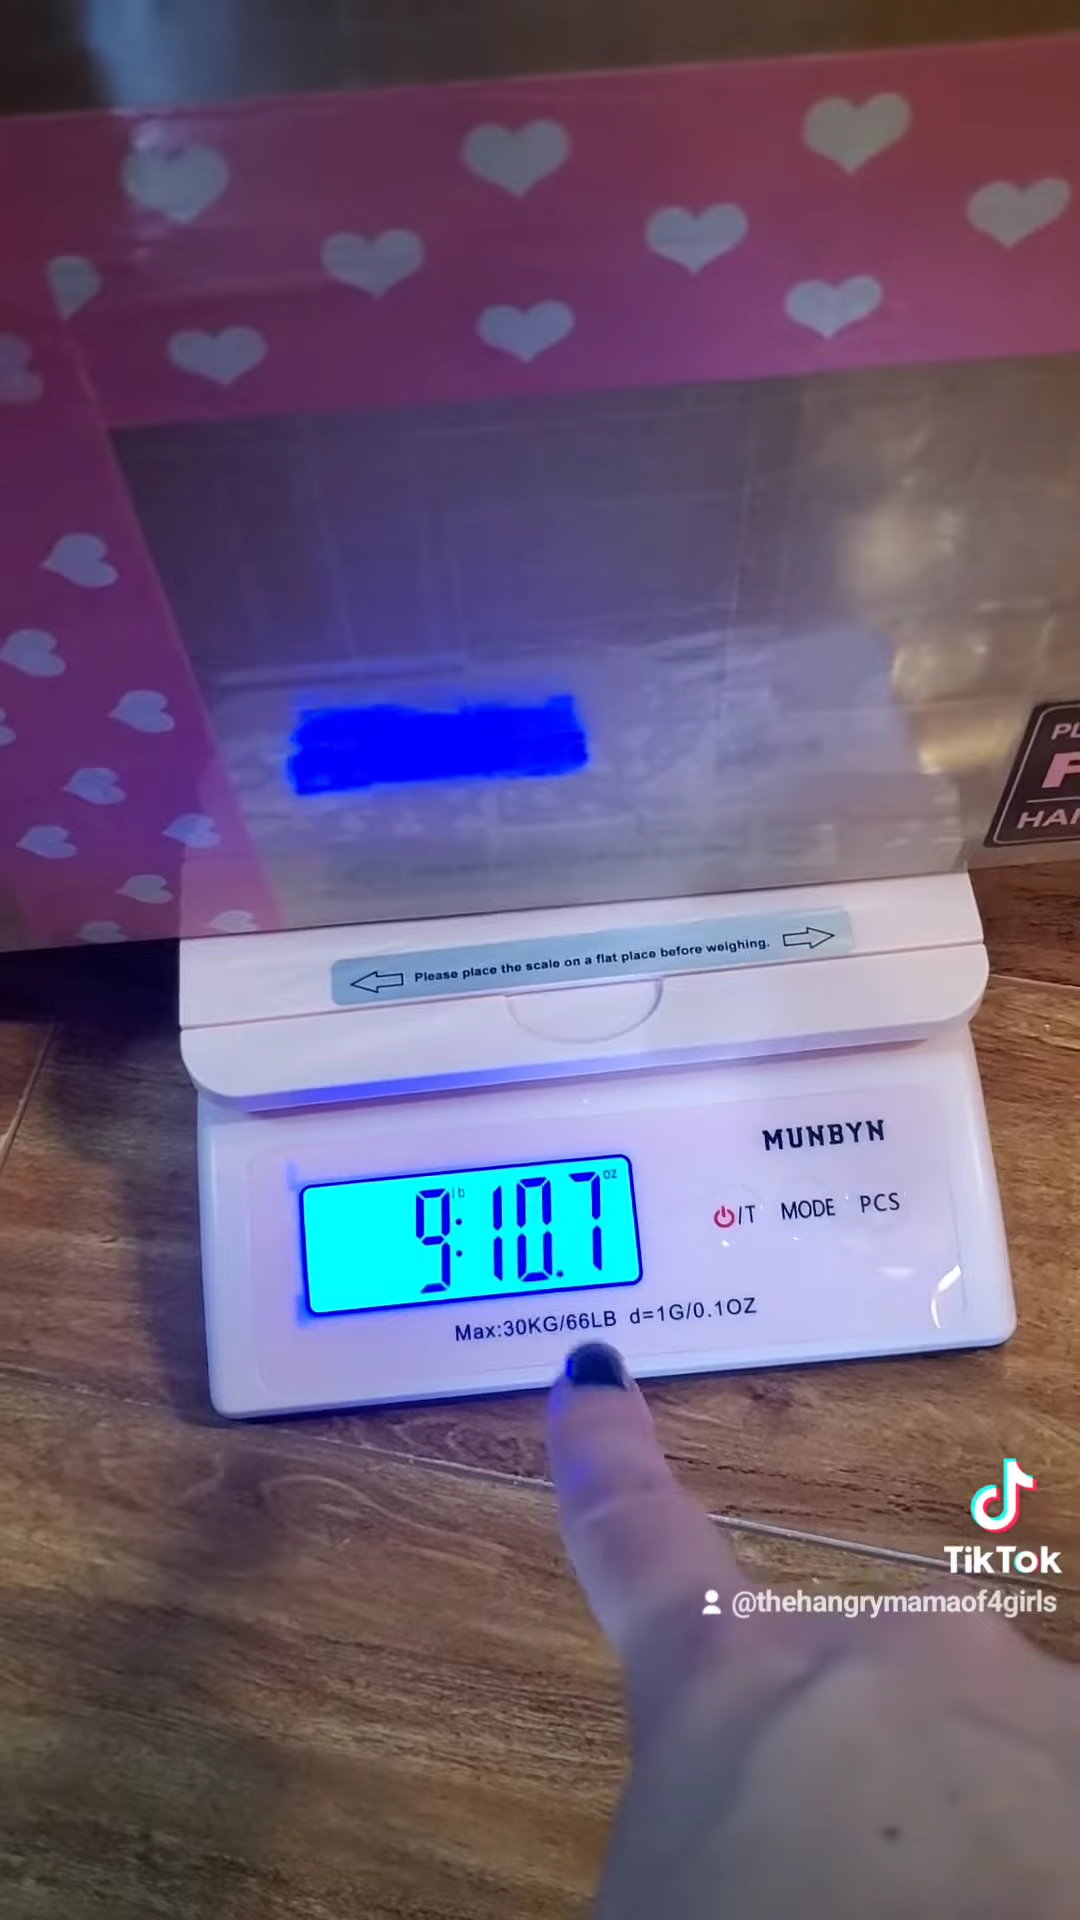 HAN
Please place the scale on a flat place before weighing.
MUNBYN
9:10.7
lb
oz
/T MODE PCS
Max:30KG/66LB d=1G/0.1OZ
TikTok
@thehangrymamaof4girls